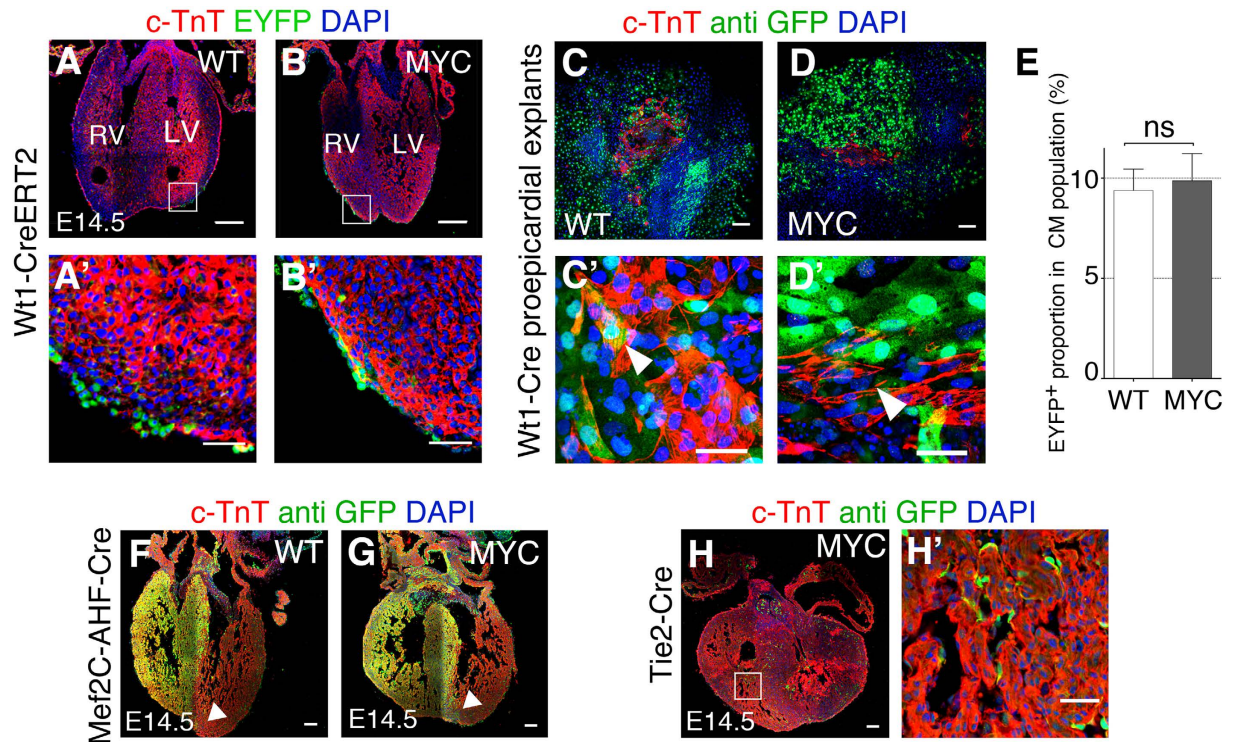 c-TnT EYFP DAPI
c-TnT anti GFP DAPI
Wt1-CreERT2
A
WT
RV
LV
E14.5
B
MYC
RV
LV
A'
B'
Wt1-Cre proepicardial explants
C
WT
D
MYC
C'
D'
E
EYFP+ proportion in CM population (%)
ns
10
5
0
WT
MYC
c-TnT anti GFP DAPI
c-TnT anti GFP DAPI
Mef2C-AHF-Cre
F
WT
E14.5
G
MYC
E14.5
Tie2-Cre
H
MYC
E14.5
H'